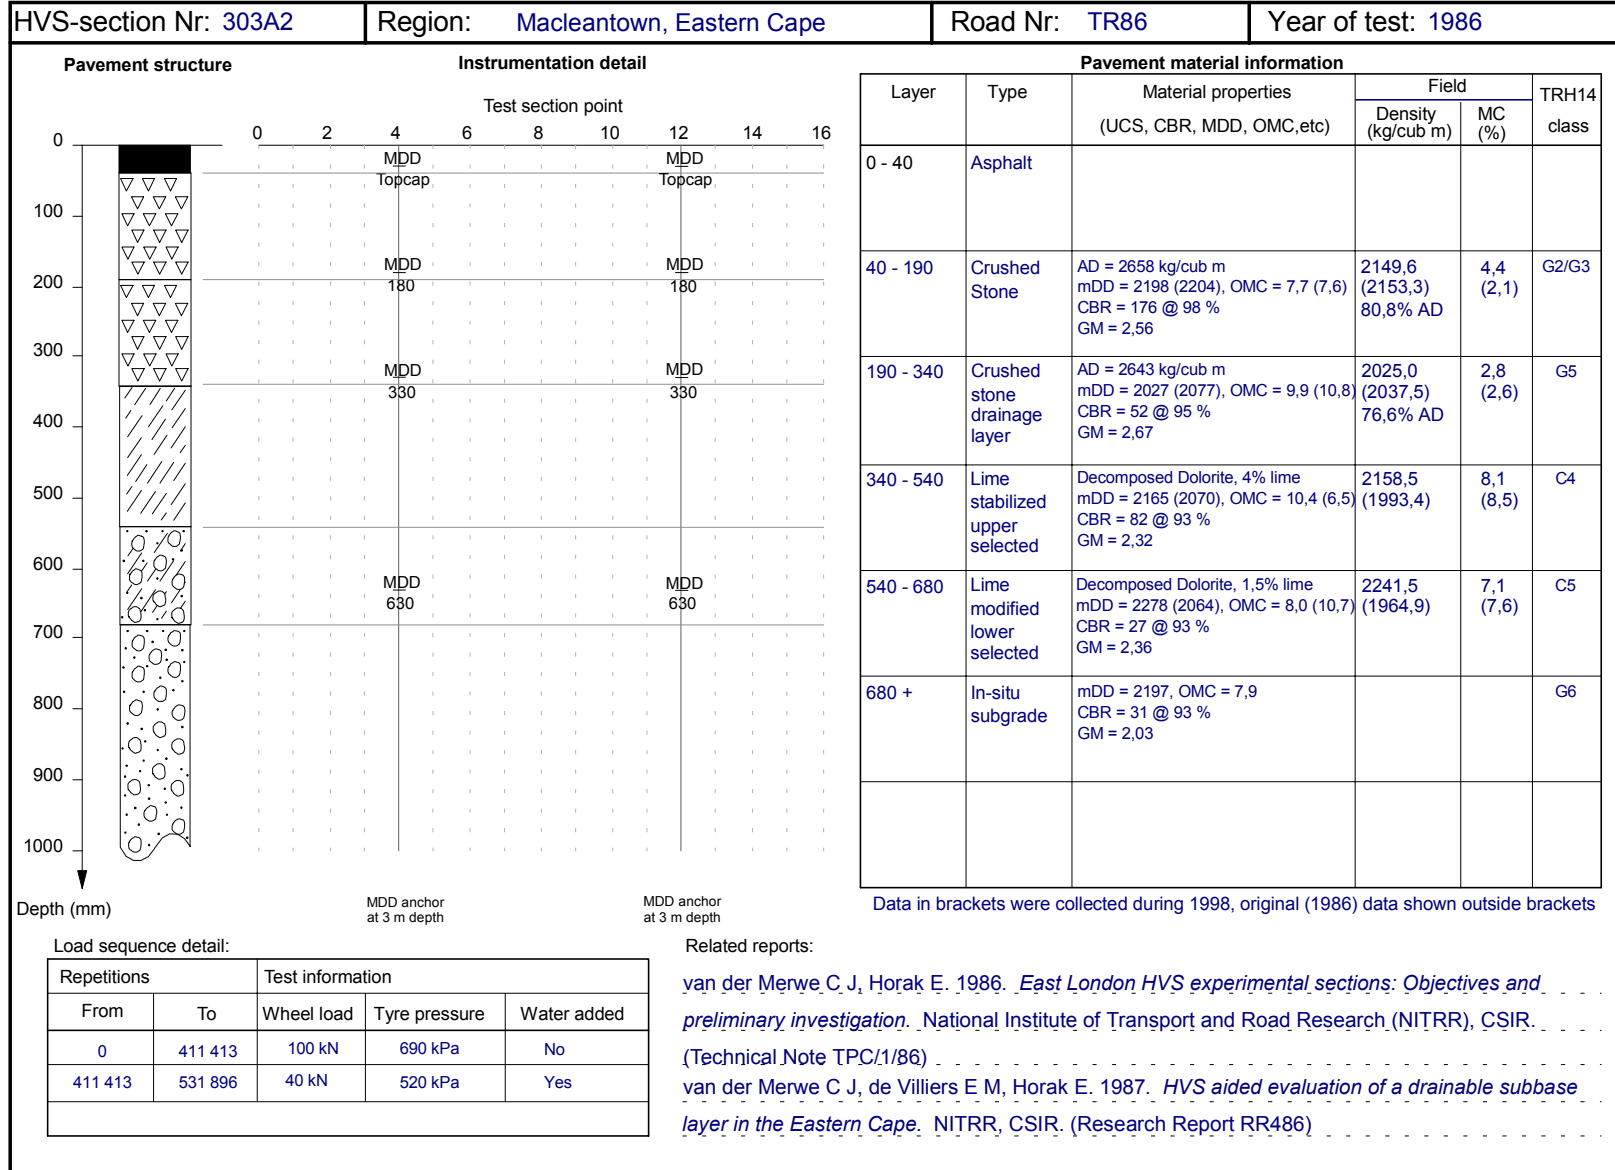 HVS-section Nr: 303A2 Region: Macleantown, Eastern Cape Road Nr: TR86 Year of test: 1986
Pavement structure
Instrumentation detail
Test section point
0 2 4 6 8 10 12 14 16
0
100
200
300
400
500
600
700
800
900
1000
Depth (mm)
MDD MDD
Topcap Topcap
MDD MDD
180 180
MDD MDD
330 330
MDD MDD
630 630
MDD anchor MDD anchor
at 3 m depth at 3 m depth
Pavement material information
Layer Type Material properties Field TRH14
(UCS, CBR, MDD, OMC,etc) Density MC class
(kg/cub m) (%)
0 - 40 Asphalt
40 - 190 Crushed AD = 2658 kg/cub m 2149,6 4,4 G2/G3
Stone mDD = 2198 (2204), OMC = 7,7 (7,6) (2153,3) (2,1)
CBR = 176 @ 98 % 80,8% AD
GM = 2,56
190 - 340 Crushed AD = 2643 kg/cub m 2025,0 2,8 G5
stone mDD = 2027 (2077), OMC = 9,9 (10,8) (2037,5) (2,6)
drainage CBR = 52 @ 95 % 76,6% AD
layer GM = 2,67
340 - 540 Lime Decomposed Dolorite, 4% lime 2158,5 8,1 C4
stabilized mDD = 2165 (2070), OMC = 10,4 (6,5) (1993,4) (8,5)
upper CBR = 82 @ 93 %
selected GM = 2,32
540 - 680 Lime Decomposed Dolorite, 1,5% lime 2241,5 7,1 C5
modified mDD = 2278 (2064), OMC = 8,0 (10,7) (1964,9) (7,6)
lower CBR = 27 @ 93 %
selected GM = 2,36
680 + In-situ mDD = 2197, OMC = 7,9 G6
subgrade CBR = 31 @ 93 %
GM = 2,03
Data in brackets were collected during 1998, original (1986) data shown outside brackets
Load sequence detail:
Repetitions Test information
From To Wheel load Tyre pressure Water added
0 411 413 100 kN 690 kPa No
411 413 531 896 40 kN 520 kPa Yes
Related reports:
van der Merwe C J, Horak E. 1986. East London HVS experimental sections: Objectives and
preliminary investigation. National Institute of Transport and Road Research (NITRR), CSIR.
(Technical Note TPC/1/86)
van der Merwe C J, de Villiers E M, Horak E. 1987. HVS aided evaluation of a drainable subbase
layer in the Eastern Cape. NITRR, CSIR. (Research Report RR486)